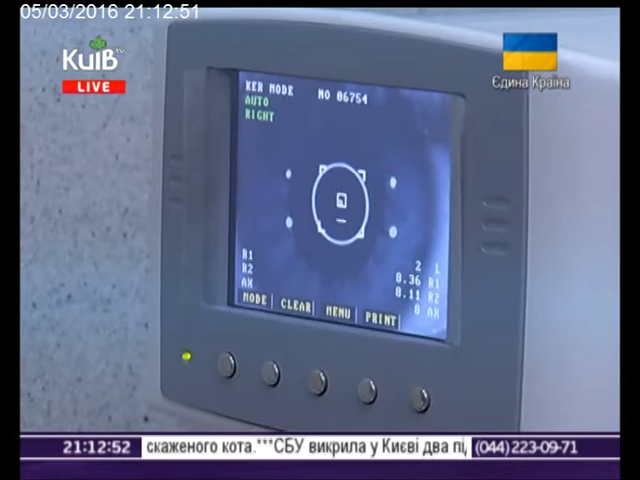 05/03/2016 21:12:51
КиЇВ TV
LIVE
Єдина Країна
KER MODE NO 06754
AUTO
RIGHT
2 L
R1 0.36 R1
R2 0.11 R2
AX 0 AX
MODE CLEAR MENU PRINT
21:12:52 скаженого кота.***СБУ викрила у Києві два пі (044)223-09-71